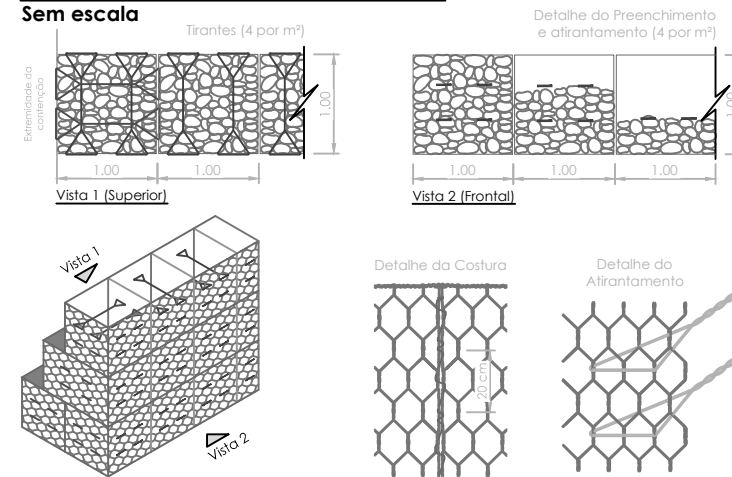 Sem escala
Tirantes (4 por m²)
Extremidade da
contenção
1.00
1.00
1.00
Vista 1 (Superior)
Detalhe do Preenchimento
e atirantamento (4 por m²)
1.00
1.00
1.00
1.00
Vista 2 (Frontal)
Vista 1
Vista 2
Detalhe da Costura
20 cm
Detalhe do
Atirantamento